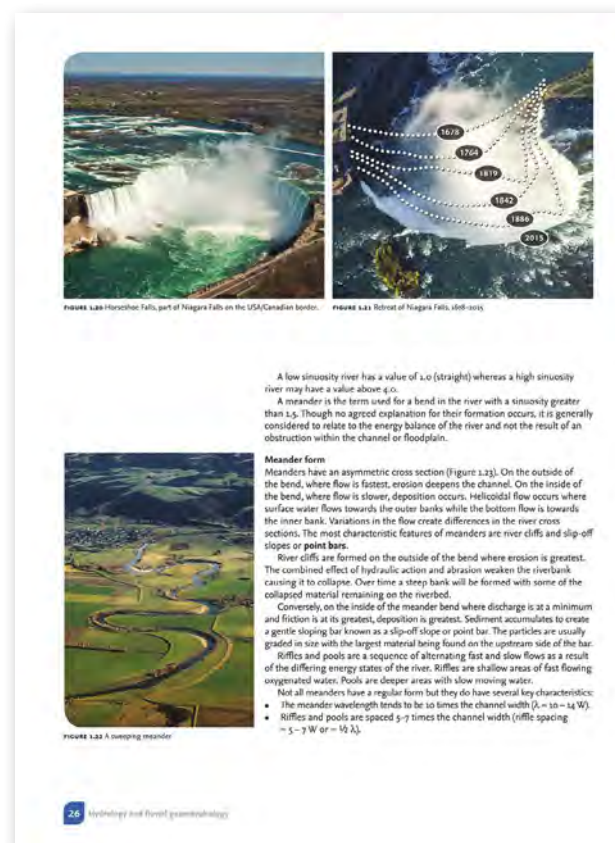 1678
1764
1819
1842
1886
2015
FIGURE 1.20 Horseshoe Falls, part of Niagara Falls on the USA/Canadian border.
FIGURE 1.21 Retreat of Niagara Falls, 1678–2015
A low sinuosity river has a value of 1.0 (straight) whereas a high sinuosity
river may have a value above 4.0.
A meander is the term used for a bend in the river with a sinuosity greater
than 1.5. Though no agreed explanation for their formation occurs, it is generally
considered to relate to the energy balance of the river and not the result of an
obstruction within the channel or floodplain.
Meander form
Meanders have an asymmetric cross section (Figure 1.23). On the outside of
the bend, where flow is fastest, erosion deepens the channel. On the inside of
the bend, where flow is slower, deposition occurs. Helicoidal flow occurs where
surface water flows towards the outer banks while the bottom flow is towards
the inner bank. Variations in the flow create differences in the river cross
sections. The most characteristic features of meanders are river cliffs and slip-off
slopes or point bars.
River cliffs are formed on the outside of the bend where erosion is greatest.
The combined effect of hydraulic action and abrasion weaken the riverbank
causing it to collapse. Over time a steep bank will be formed with some of the
collapsed material remaining on the riverbed.
Conversely, on the inside of the meander bend where discharge is at a minimum
and friction is at its greatest, deposition is greatest. Sediment accumulates to create
a gentle sloping bar known as a slip-off slope or point bar. The particles are usually
graded in size with the largest material being found on the upstream side of the bar.
Riffles and pools are a sequence of alternating fast and slow flows as a result
of the differing energy states of the river. Riffles are shallow areas of fast flowing
oxygenated water. Pools are deeper areas with slow moving water.
Not all meanders have a regular form but they do have several key characteristics:
• The meander wavelength tends to be 10 times the channel width (λ = 10 – 14 W).
• Riffles and pools are spaced 5–7 times the channel width (riffle spacing
= 5 – 7 W or = ½ λ).
FIGURE 1.22 A sweeping meander
26 Hydrology and fluvial geomorphology